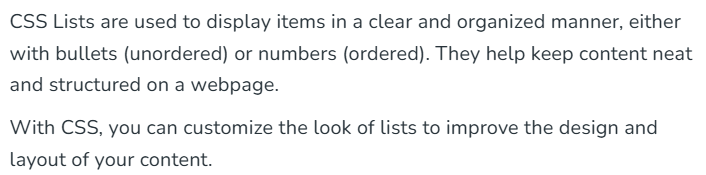 CSS Lists are used to display items in a clear and organized manner, either
with bullets (unordered) or numbers (ordered). They help keep content neat
and structured on a webpage.
With CSS, you can customize the look of lists to improve the design and
layout of your content.